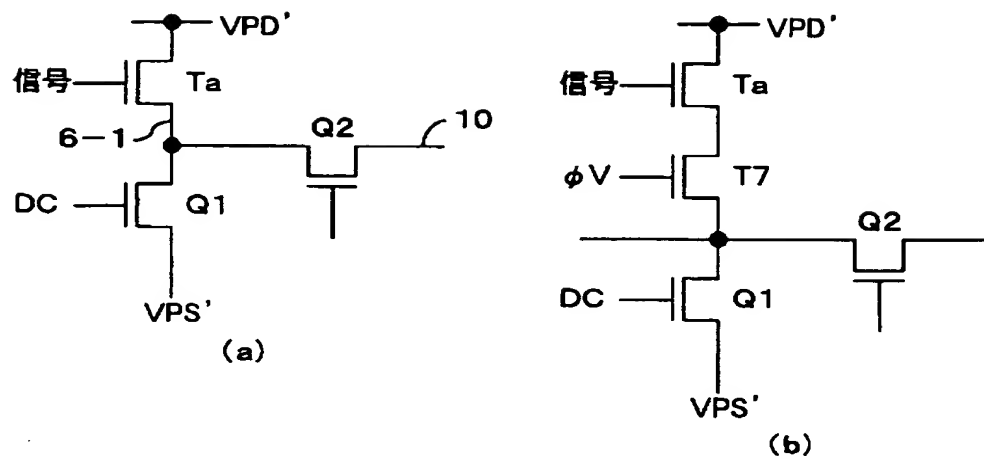 VPD'
信号
Ta
6-1
Q2
10
DC
Q1
VPS'
(a)
VPD'
信号
Ta
φV
T7
Q2
DC
Q1
VPS'
(b)